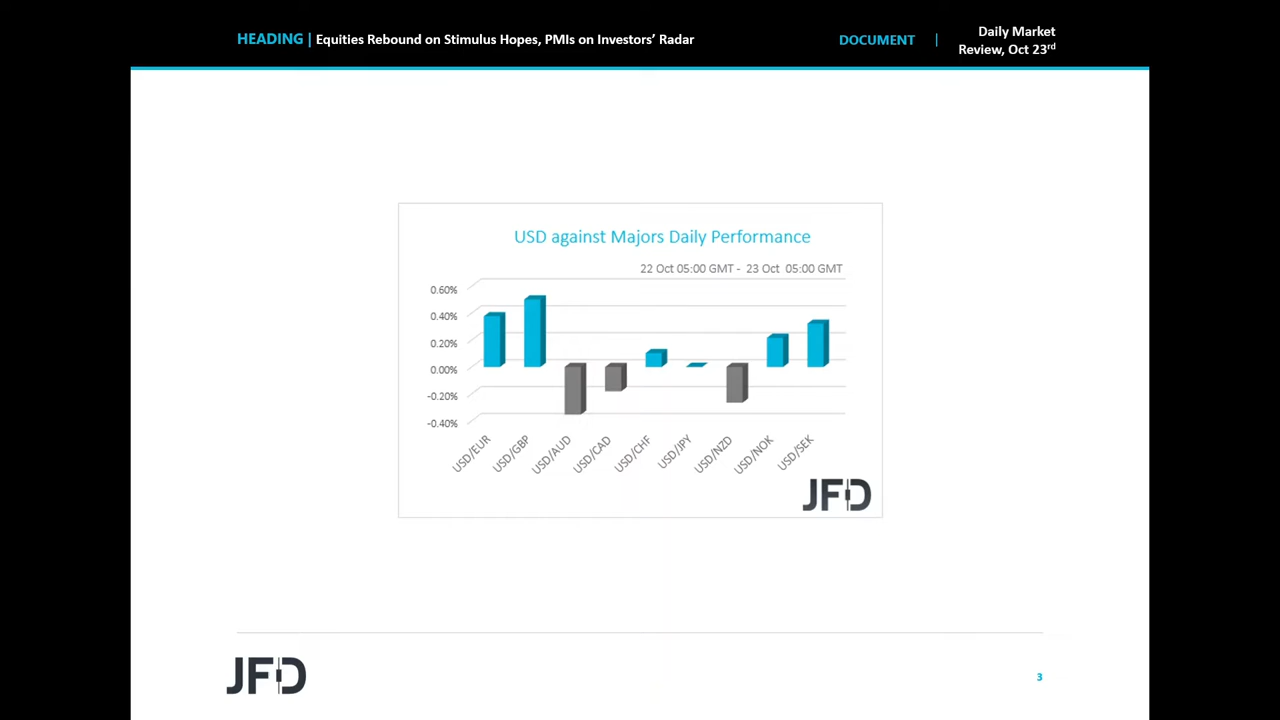 HEADING | Equities Rebound on Stimulus Hopes, PMIs on Investors’ Radar
DOCUMENT |
Daily Market
Review, Oct 23rd
USD against Majors Daily Performance
22 Oct 05:00 GMT - 23 Oct 05:00 GMT
0.60%
0.40%
0.20%
0.00%
-0.20%
-0.40%
USD/EUR
USD/GBP
USD/AUD
USD/CAD
USD/CHF
USD/JPY
USD/NZD
USD/NOK
USD/SEK
JFD
JFD
3